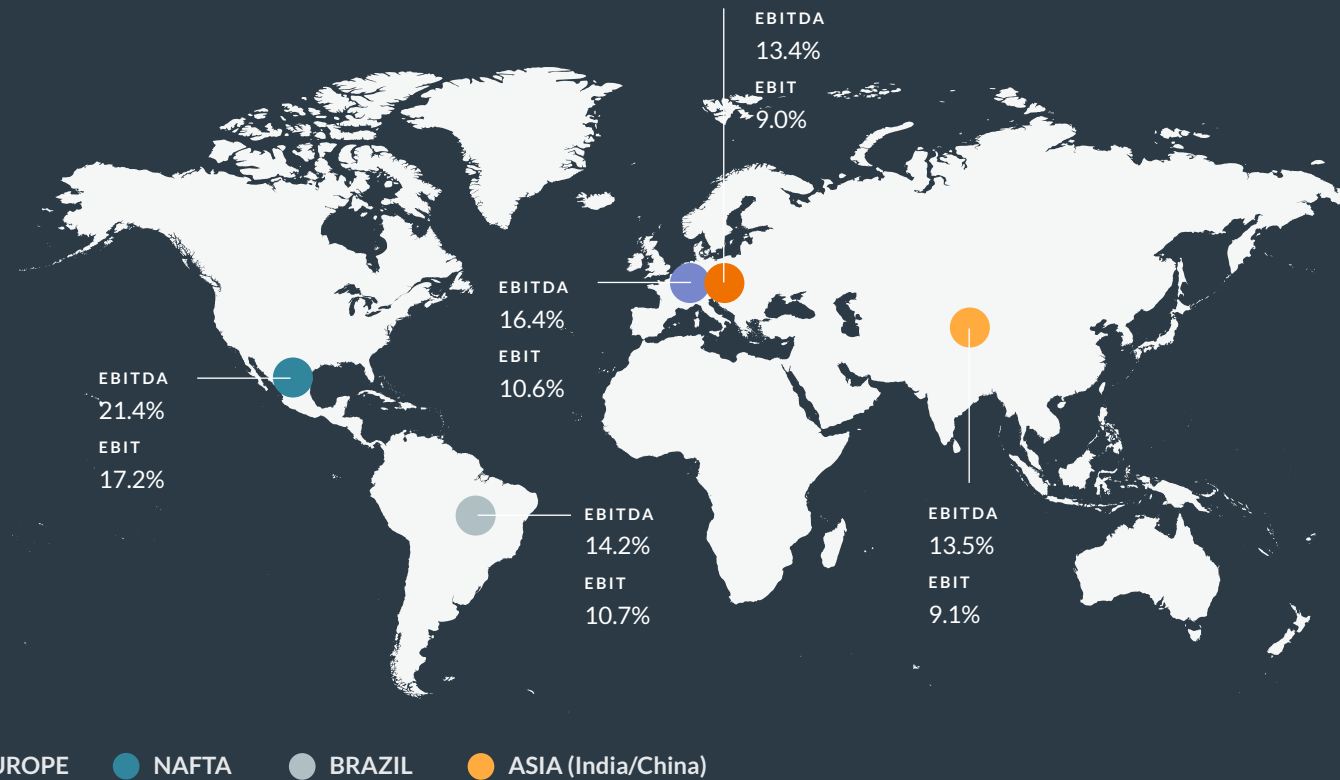 EBITDA
13.4%
EBIT
9.0%
EBITDA
16.4%
EBIT
10.6%
EBITDA
21.4%
EBIT
17.2%
EBITDA
14.2%
EBIT
10.7%
EBITDA
13.5%
EBIT
9.1%
UROPE NAFTA BRAZIL ASIA (India/China)